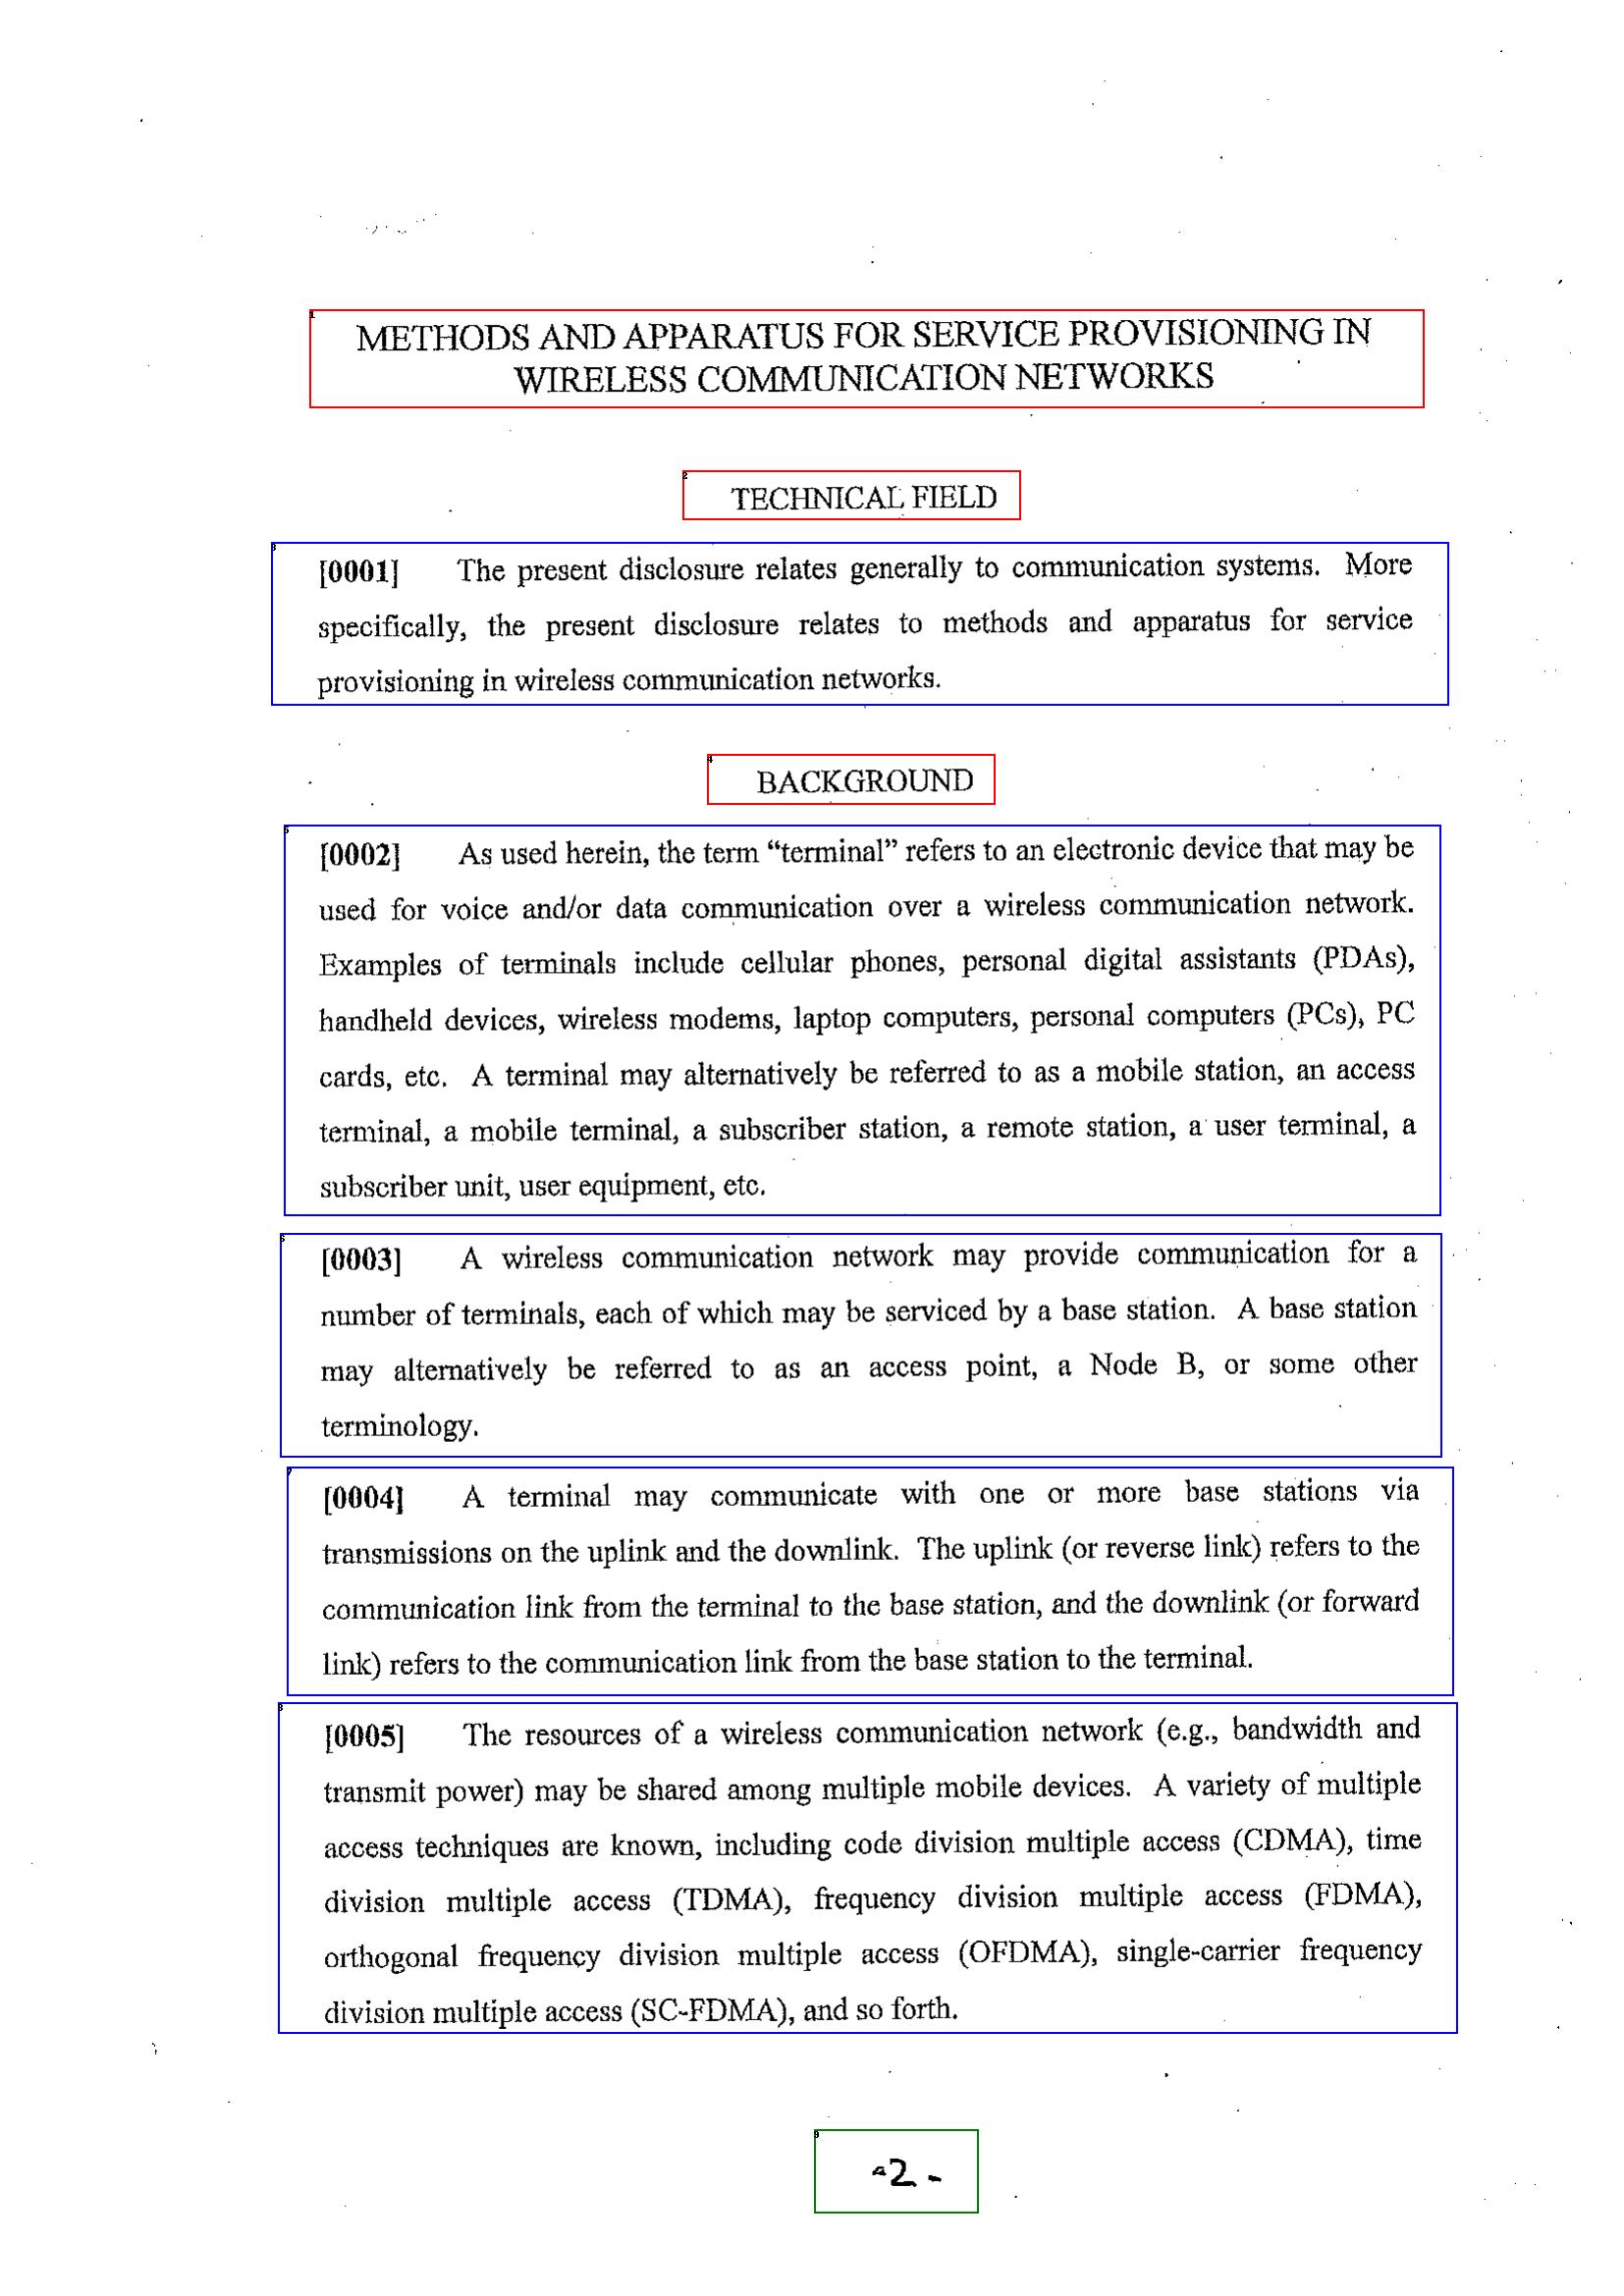 METHODS AND APPARATUS FOR SERVICE PROVISIONING IN
WIRELESS COMMUNICATION NETWORKS
TECHNICAL FIELD
[0001] The present disclosure relates generally to communication systems. More
specifically, the present disclosure relates to methods and apparatus for service
provisioning in wireless communication networks.
BACKGROUND
[0002] As used herein, the term “terminal” refers to an electronic device that may be
used for voice and/or data communication over a wireless communication network.
Examples of terminals include cellular phones, personal digital assistants (PDAs),
handheld devices, wireless modems, laptop computers, personal computers (PCs), PC
cards, etc. A terminal may alternatively be referred to as a mobile station, an access
terminal, a mobile terminal, a subscriber station, a remote station, a user terminal, a
subscriber unit, user equipment, etc.
[0003] A wireless communication network may provide communication for a
number of terminals, each of which may be serviced by a base station. A base station
may alternatively be referred to as an access point, a Node B, or some other
terminology.
[0004] A terminal may communicate with one or more base stations via
transmissions on the uplink and the downlink. The uplink (or reverse link) refers to the
communication link from the terminal to the base station, and the downlink (or forward
link) refers to the communication link from the base station to the terminal.
[0005] The resources of a wireless communication network (e.g., bandwidth and
transmit power) may be shared among multiple mobile devices. A variety of multiple
access techniques are known, including code division multiple access (CDMA), time
division multiple access (TDMA), frequency division multiple access (FDMA),
orthogonal frequency division multiple access (OFDMA), single-carrier frequency
division multiple access (SC-FDMA), and so forth.
-2-